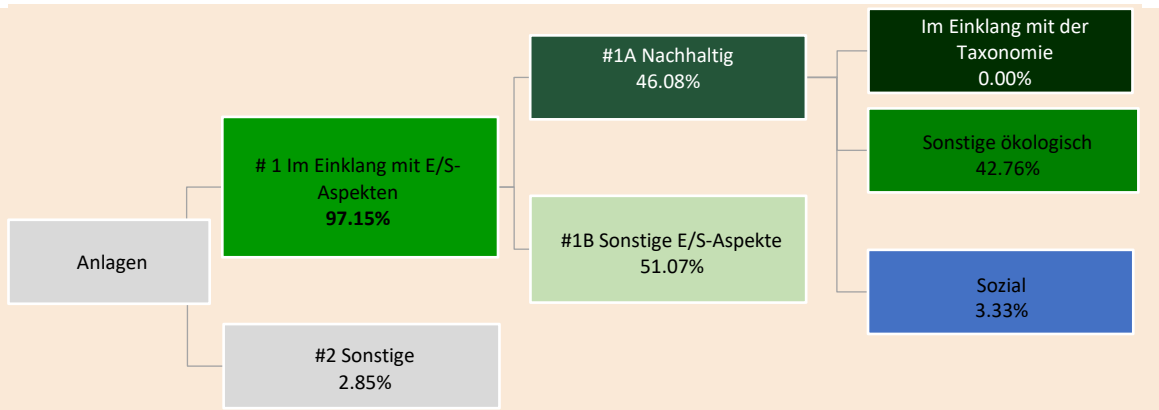 Anlagen
# 1 Im Einklang mit E/S-
Aspekten
97.15%
#2 Sonstige
2.85%
#1A Nachhaltig
46.08%
#1B Sonstige E/S-Aspekte
51.07%
Im Einklang mit der
Taxonomie
0.00%
Sonstige ökologisch
42.76%
Sozial
3.33%